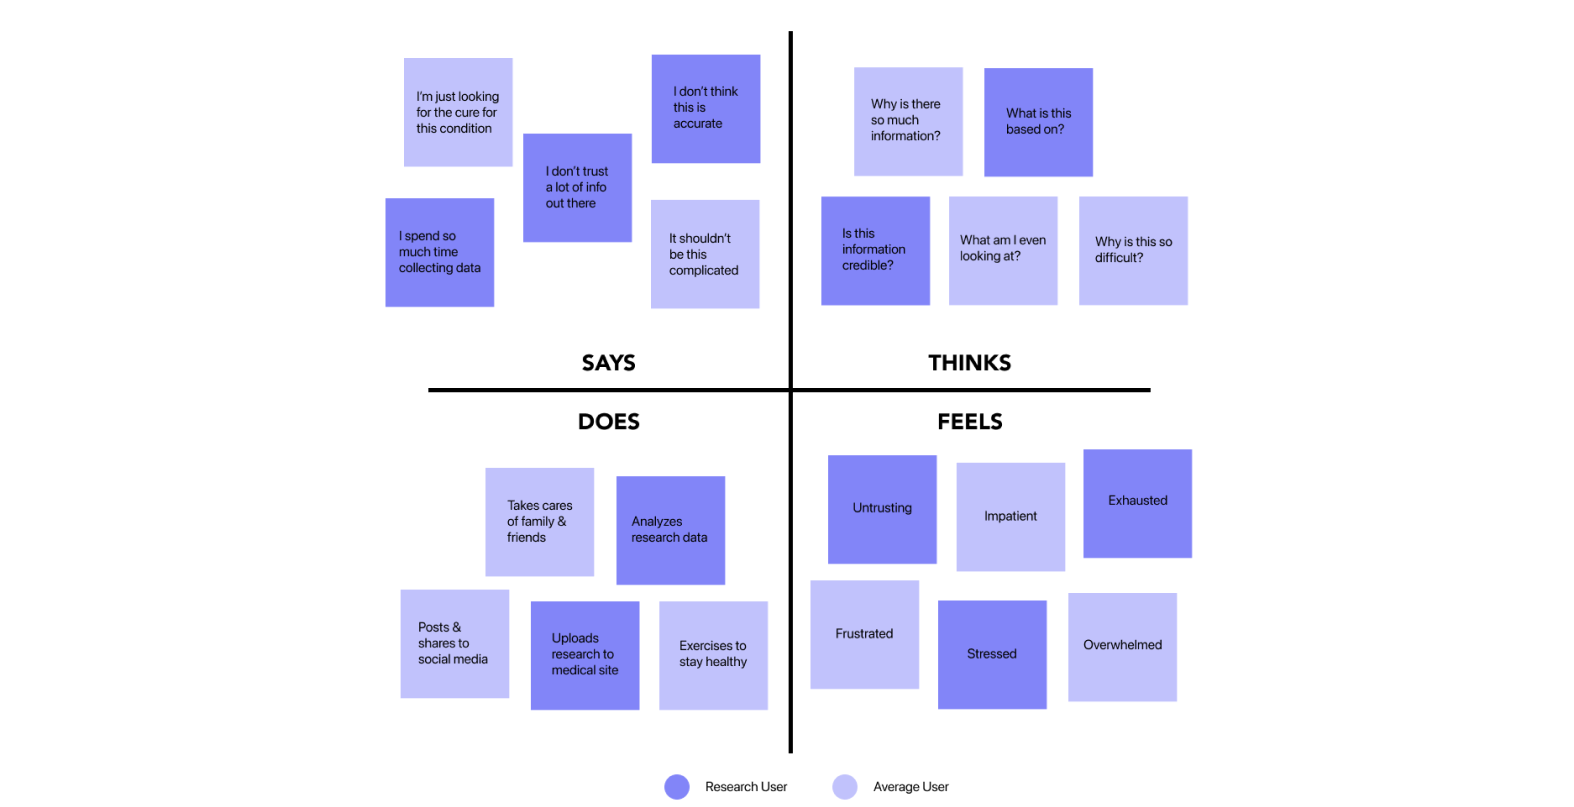 I'm just looking
for the cure for
this condition
I don't think
this is
accurate
I don't trust
a lot of info
out there
I spend so
much time
collecting data
It shouldn't
be this
complicated
SAYS
Why is there
so much
information?
What is this
based on?
Is this
information
credible?
What am I even
looking at?
Why is this so
difficult?
THINKS
DOES
Takes cares
of family &
friends
Analyzes
research data
Posts &
shares to
social media
Uploads
research to
medical site
Exercises to
stay healthy
FEELS
Untrusting
Impatient
Exhausted
Frustrated
Stressed
Overwhelmed
Research User
Average User